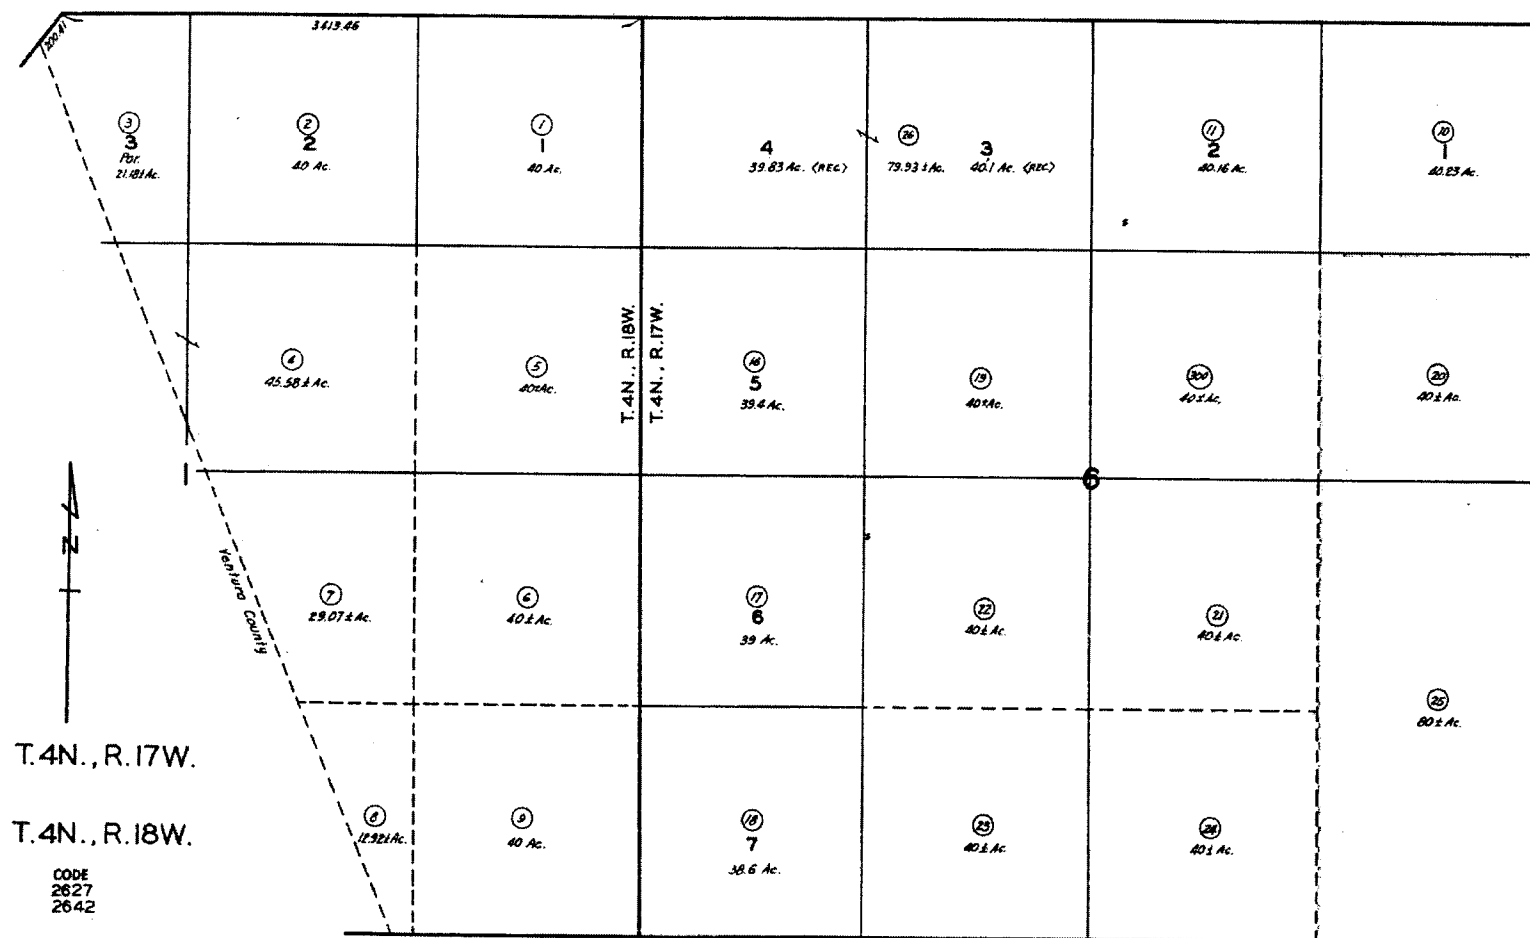 200.41
3413.46
3
3
Por.
21.18± Ac.
2
2
40 Ac.
1
1
40 Ac.
4
39.83 Ac. (REC)
26
79.93 ± Ac.
3
40.1 Ac. (REC)
11
2
40.16 Ac.
10
1
40.23 Ac.
T.4N., R.18W.
T.4N., R.17W.
4
45.58 ± Ac.
5
40± Ac.
16
5
39.4 Ac.
19
40± Ac.
300
40 ± Ac.
20
40 ± Ac.
1
6
N
Ventura County
7
29.07 ± Ac.
6
40 ± Ac.
17
6
39 Ac.
22
40 ± Ac.
21
40 ± Ac.
25
80 ± Ac.
T.4N., R.17W.
T.4N., R.18W.
8
12.92± Ac.
9
40 Ac.
18
7
38.6 Ac.
23
40 ± Ac.
24
40 ± Ac.
CODE
2627
2642